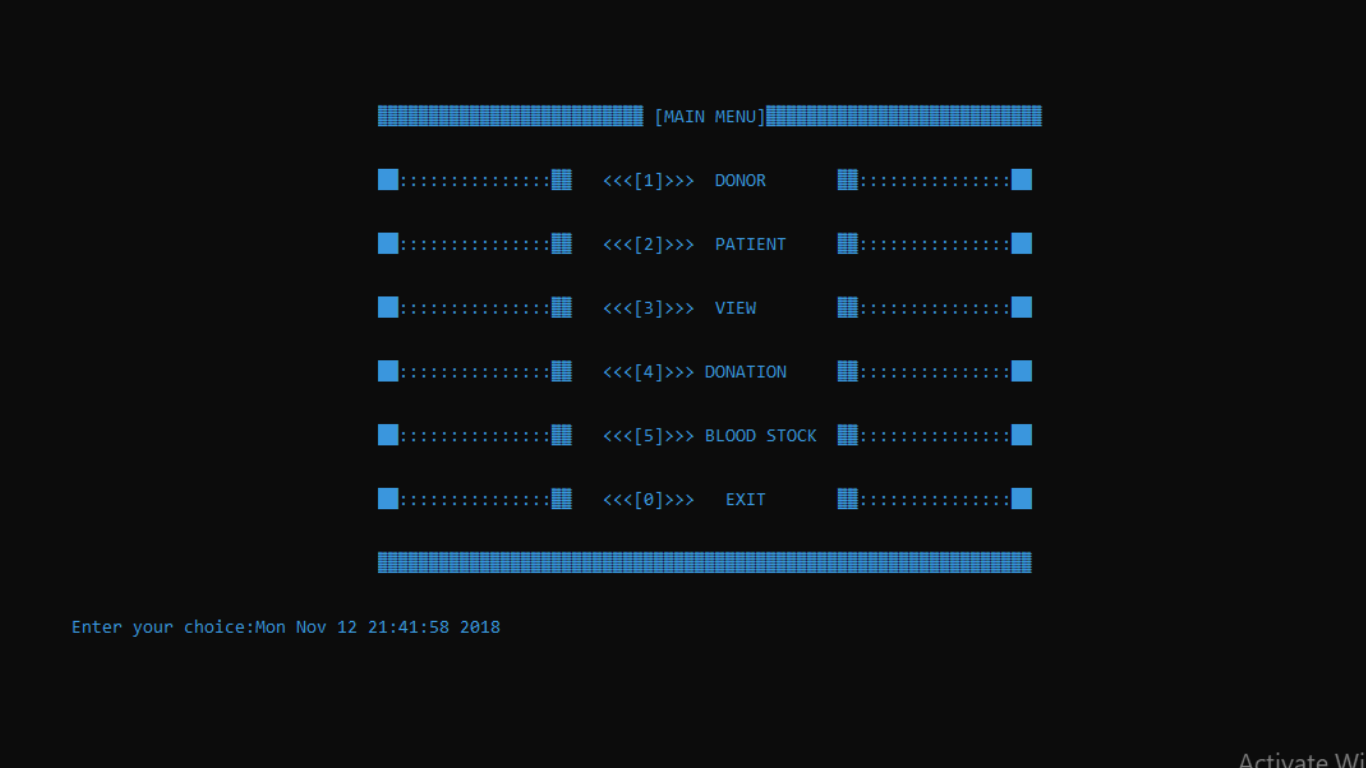 [MAIN MENU]
<<<[1]>>> DONOR
<<<[2]>>> PATIENT
<<<[3]>>> VIEW
<<<[4]>>> DONATION
<<<[5]>>> BLOOD STOCK
<<<[0]>>> EXIT
Enter your choice:Mon Nov 12 21:41:58 2018
Activate Wi